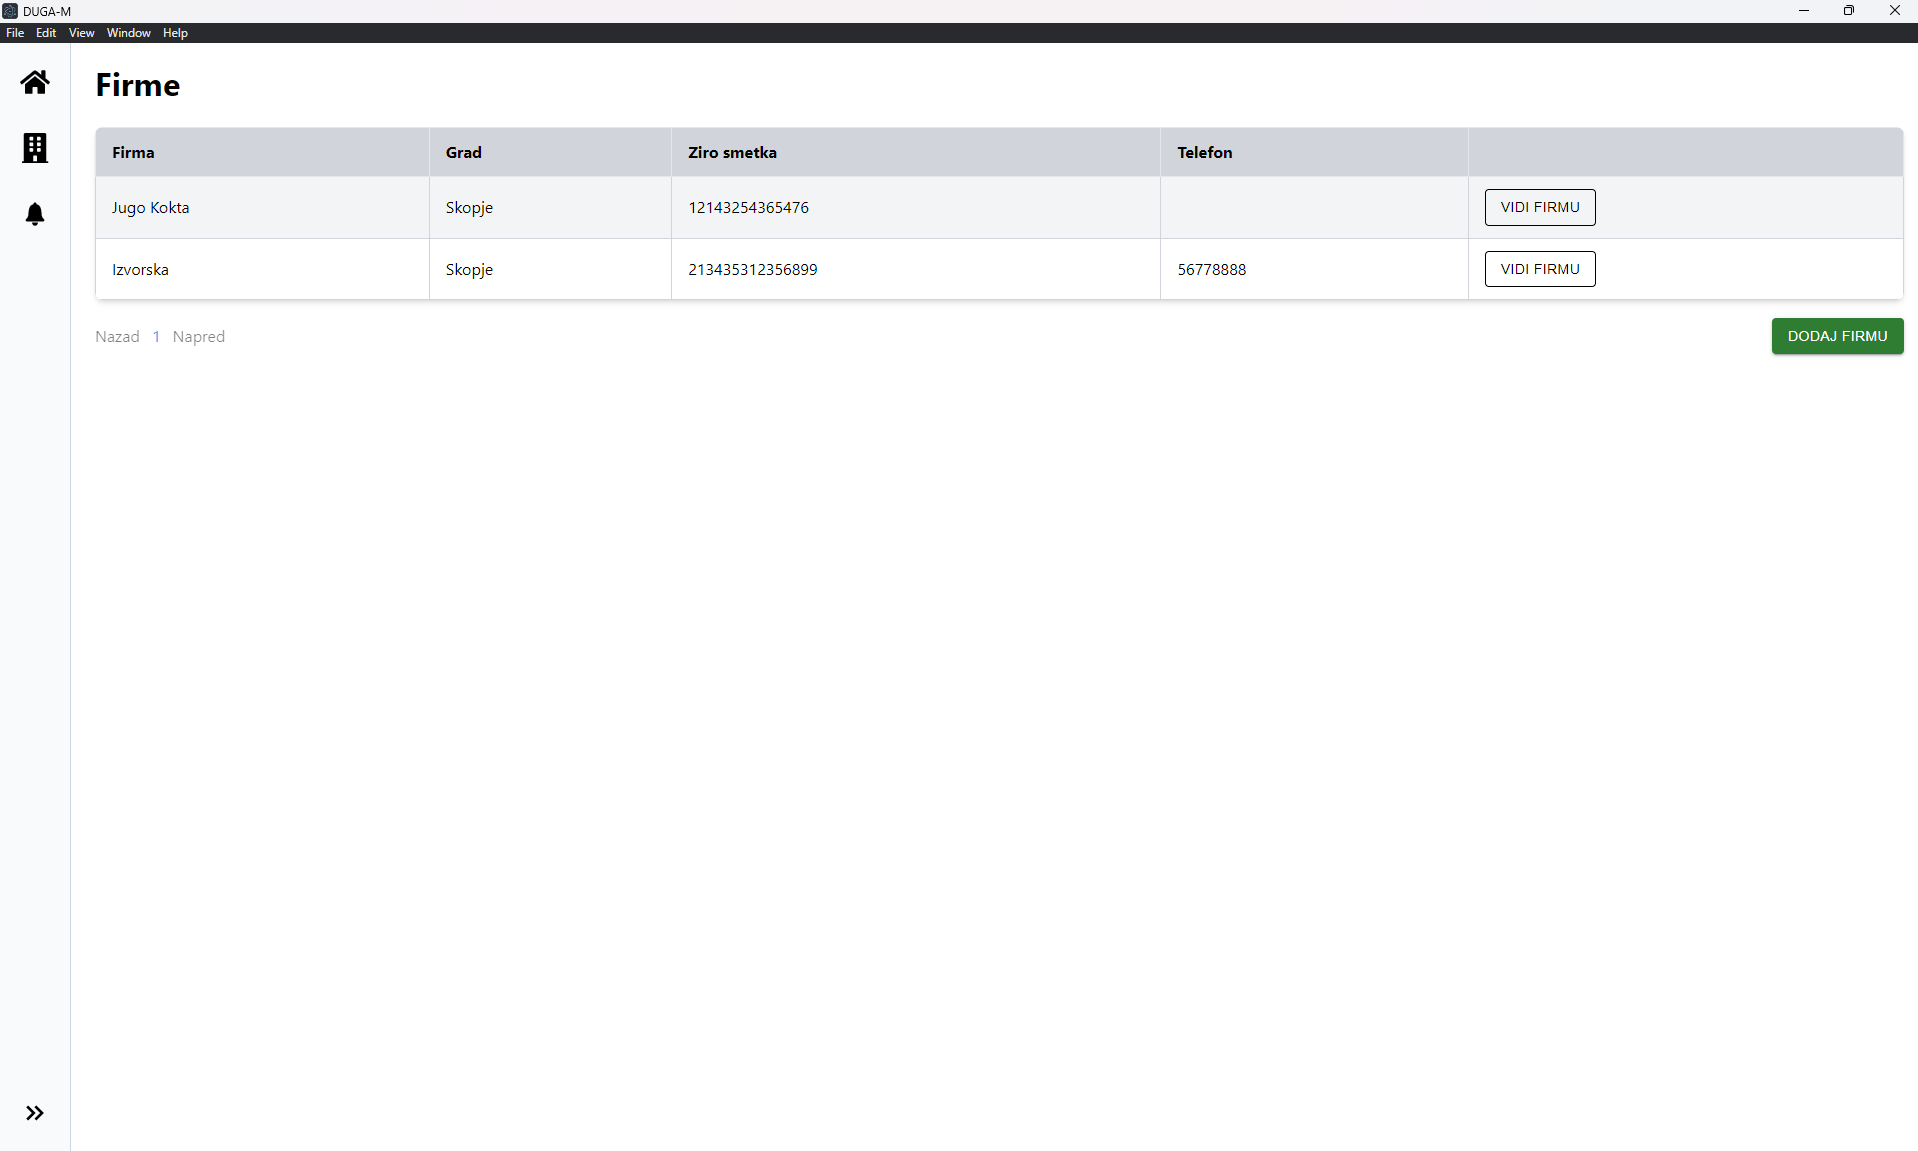 DUGA-M
File Edit View Window Help
Firme
Firma Grad Ziro smetka Telefon
Jugo Kokta Skopje 12143254365476 VIDI FIRMU
Izvorska Skopje 213435312356899 56778888 VIDI FIRMU
Nazad 1 Napred DODAJ FIRMU